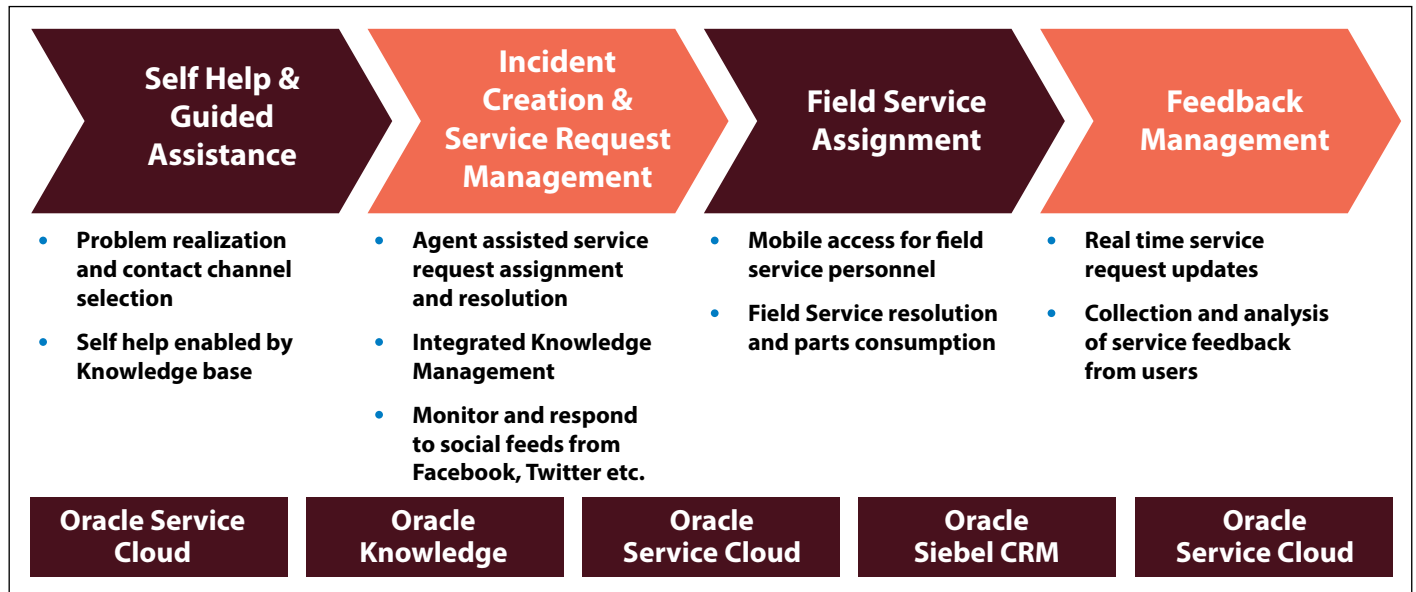 Self Help &
Guided
Assistance
Incident
Creation &
Service Request
Management
Field Service
Assignment
Feedback
Management
• Problem realization
and contact channel
selection
• Self help enabled by
Knowledge base
• Agent assisted service
request assignment
and resolution
• Integrated Knowledge
Management
• Monitor and respond
to social feeds from
Facebook, Twitter etc.
• Mobile access for field
service personnel
• Field Service resolution
and parts consumption
• Real time service
request updates
• Collection and analysis
of service feedback
from users
Oracle Service
Cloud
Oracle
Knowledge
Oracle
Service Cloud
Oracle
Siebel CRM
Oracle
Service Cloud